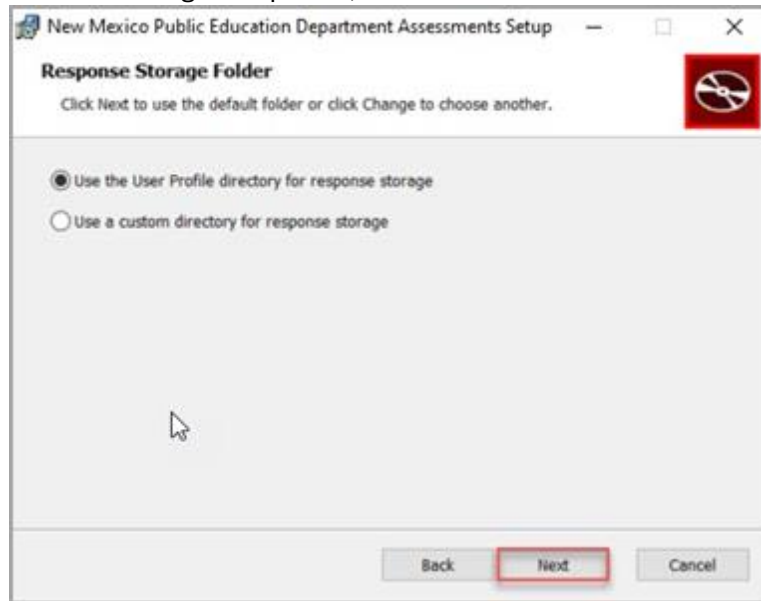 New Mexico Public Education Department Assessments Setup
Response Storage Folder
Click Next to use the default folder or click Change to choose another.
Use the User Profile directory for response storage
Use a custom directory for response storage
Back Next Cancel